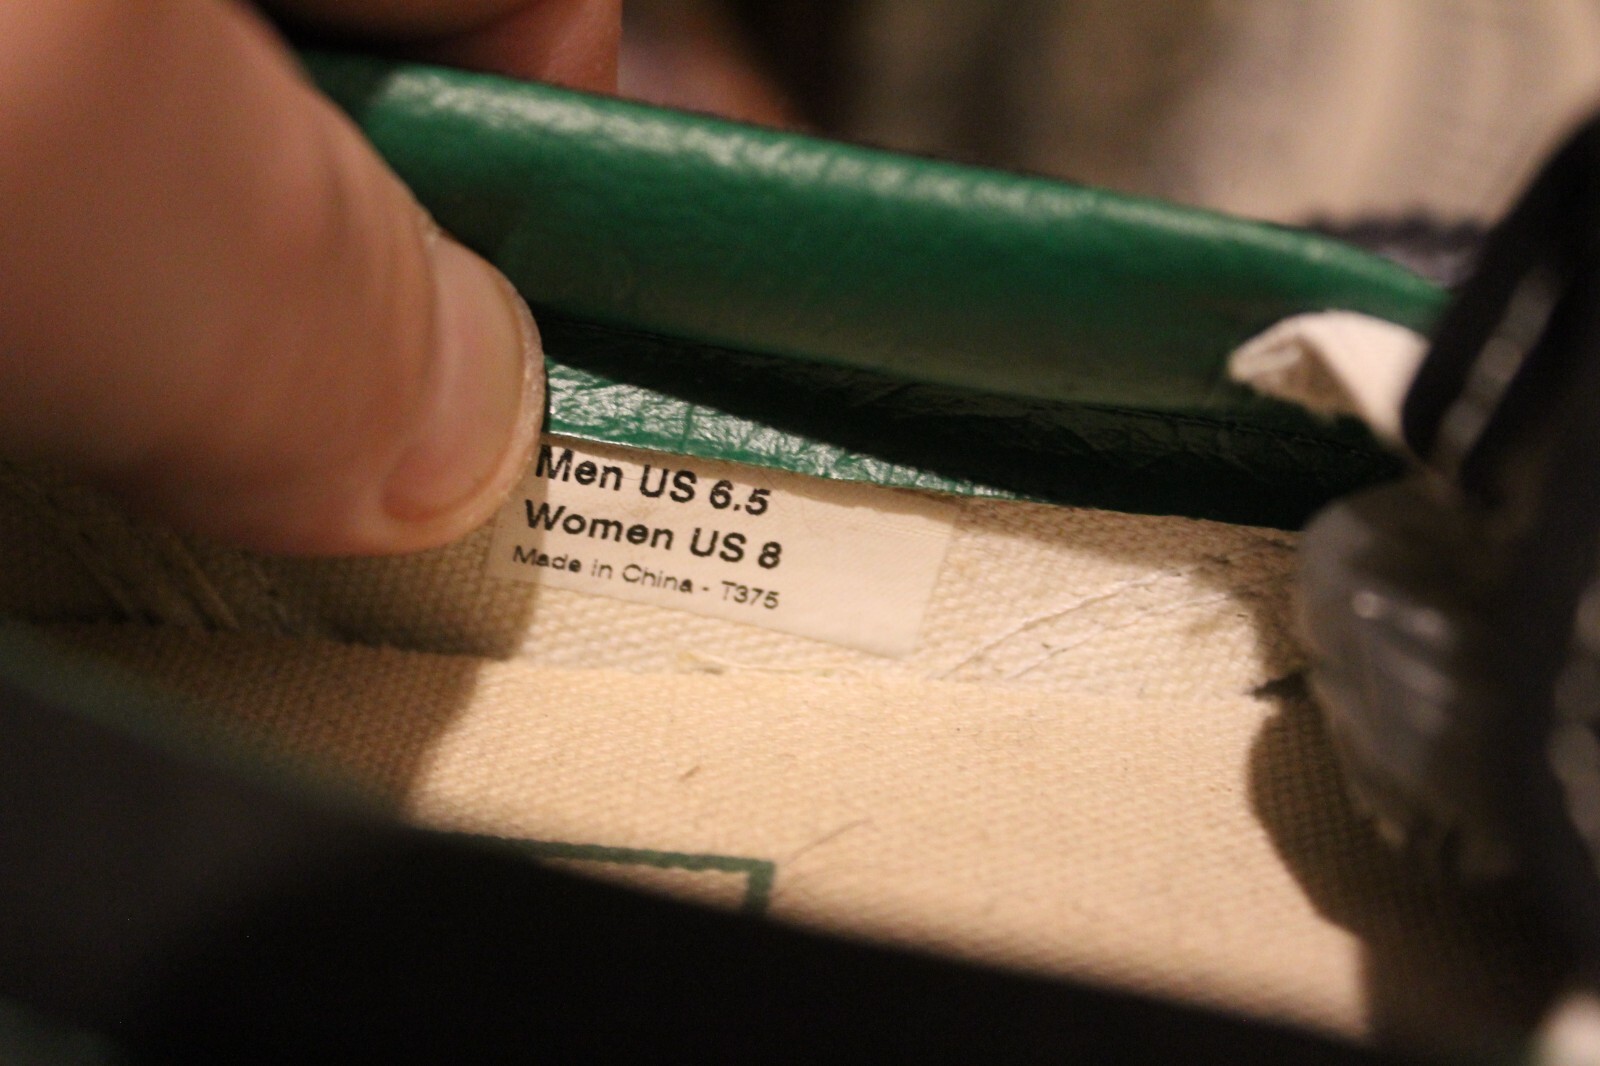 Men US 6.5
Women US 8
Made in China - T375